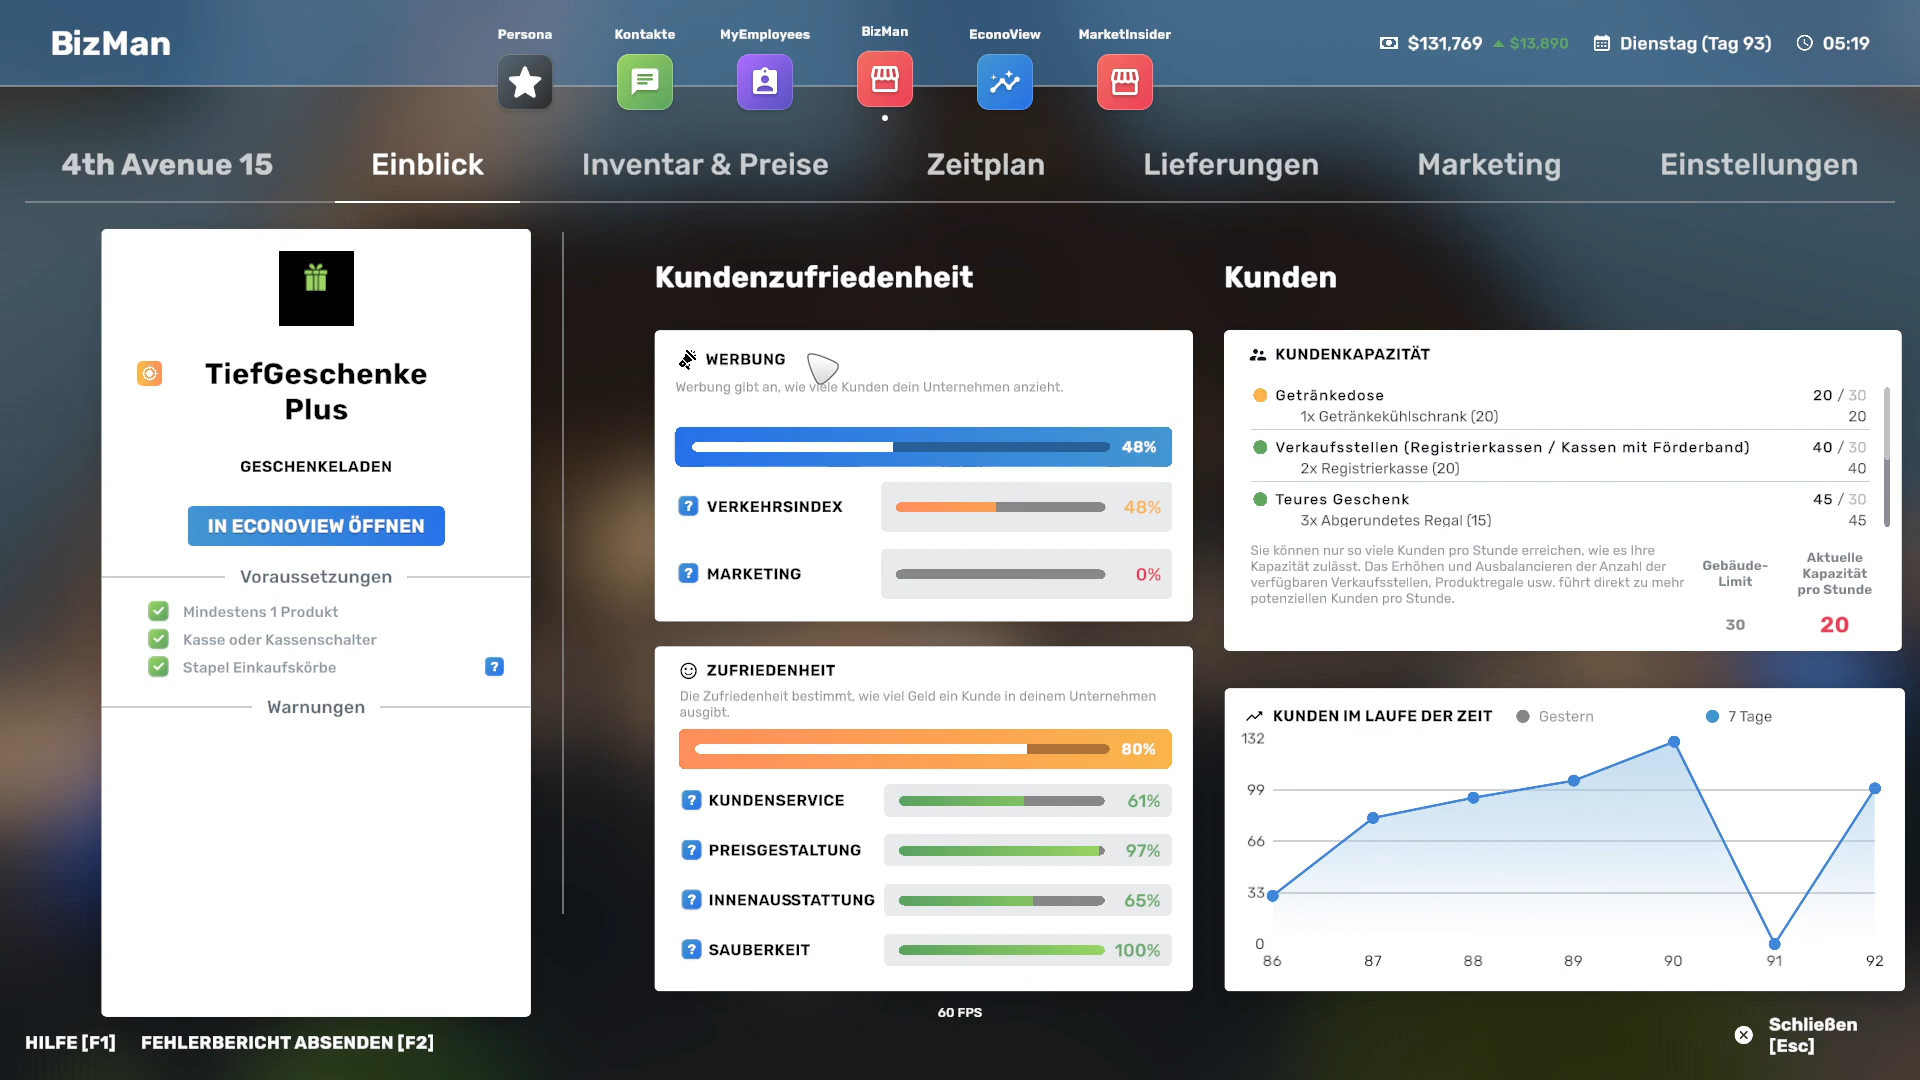 BizMan
Persona
Kontakte
MyEmployees
BizMan
EconoView
MarketInsider
$131,769
$13,890
Dienstag (Tag 93)
05:19
4th Avenue 15
Einblick
Inventar & Preise
Zeitplan
Lieferungen
Marketing
Einstellungen
TiefGeschenke
Plus
GESCHENKELADEN
IN ECONOVIEW ÖFFNEN
Voraussetzungen
Mindestens 1 Produkt
Kasse oder Kassenschalter
Stapel Einkaufskörbe
?
Warnungen
Kundenzufriedenheit
WERBUNG
Werbung gibt an, wie viele Kunden dein Unternehmen anzieht.
48%
? VERKEHRSINDEX 48%
? MARKETING 0%
ZUFRIEDENHEIT
Die Zufriedenheit bestimmt, wie viel Geld ein Kunde in deinem Unternehmen
ausgibt.
80%
? KUNDENSERVICE 61%
? PREISGESTALTUNG 97%
? INNENAUSSTATTUNG 65%
? SAUBERKEIT 100%
Kunden
KUNDENKAPAZITÄT
Getränkedose 20 / 30
1x Getränkekühlschrank (20) 20
Verkaufsstellen (Registrierkassen / Kassen mit Förderband) 40 / 30
2x Registrierkasse (20) 40
Teures Geschenk 45 / 30
3x Abgerundetes Regal (15) 45
Sie können nur so viele Kunden pro Stunde erreichen, wie es Ihre
Kapazität zulässt. Das Erhöhen und Ausbalancieren der Anzahl der
verfügbaren Verkaufsstellen, Produktregale usw. führt direkt zu mehr
potenziellen Kunden pro Stunde.
Gebäude-
Limit
30
Aktuelle
Kapazität
pro Stunde
20
KUNDEN IM LAUFE DER ZEIT
Gestern
7 Tage
132
99
66
33
0
86 87 88 89 90 91 92
60 FPS
HILFE [F1]
FEHLERBERICHT ABSENDEN [F2]
Schließen
[Esc]